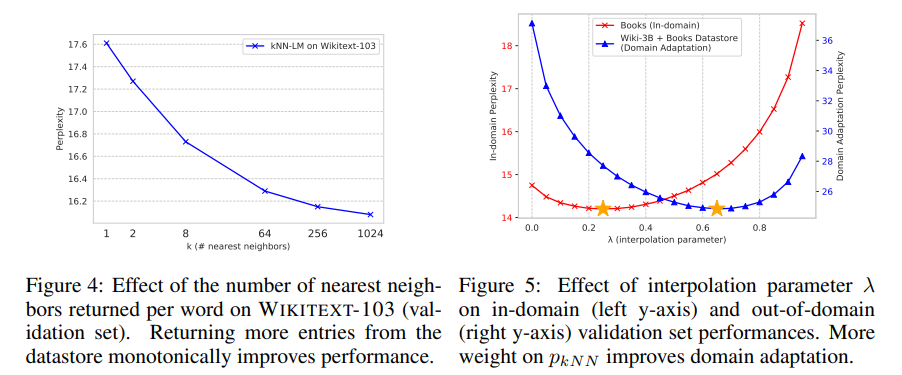 17.6
17.4
17.2
17.0
16.8
16.6
16.4
16.2
Perplexity
kNN-LM on Wikitext-103
1 2 8 64 256 1024
k (# nearest neighbors)
18
17
16
15
14
In-domain Perplexity
Books (In-domain)
Wiki-3B + Books Datastore
(Domain Adaptation)
36
34
32
30
28
26
Domain Adaptation Perplexity
0.0 0.2 0.4 0.6 0.8
λ (interpolation parameter)
Figure 4: Effect of the number of nearest neigh-
bors returned per word on WIKITEXT-103 (val-
idation set). Returning more entries from the
datastore monotonically improves performance.
Figure 5: Effect of interpolation parameter λ
on in-domain (left y-axis) and out-of-domain
(right y-axis) validation set performances. More
weight on pkNN improves domain adaptation.